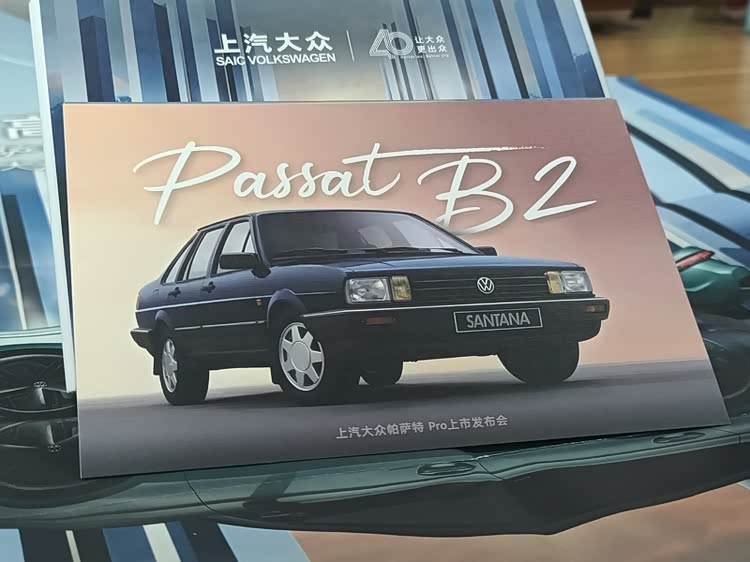 上汽大众
SAIC VOLKSWAGEN
40
让大众
更出众
Passat B2
SANTANA
上汽大众帕萨特 Pro上市发布会